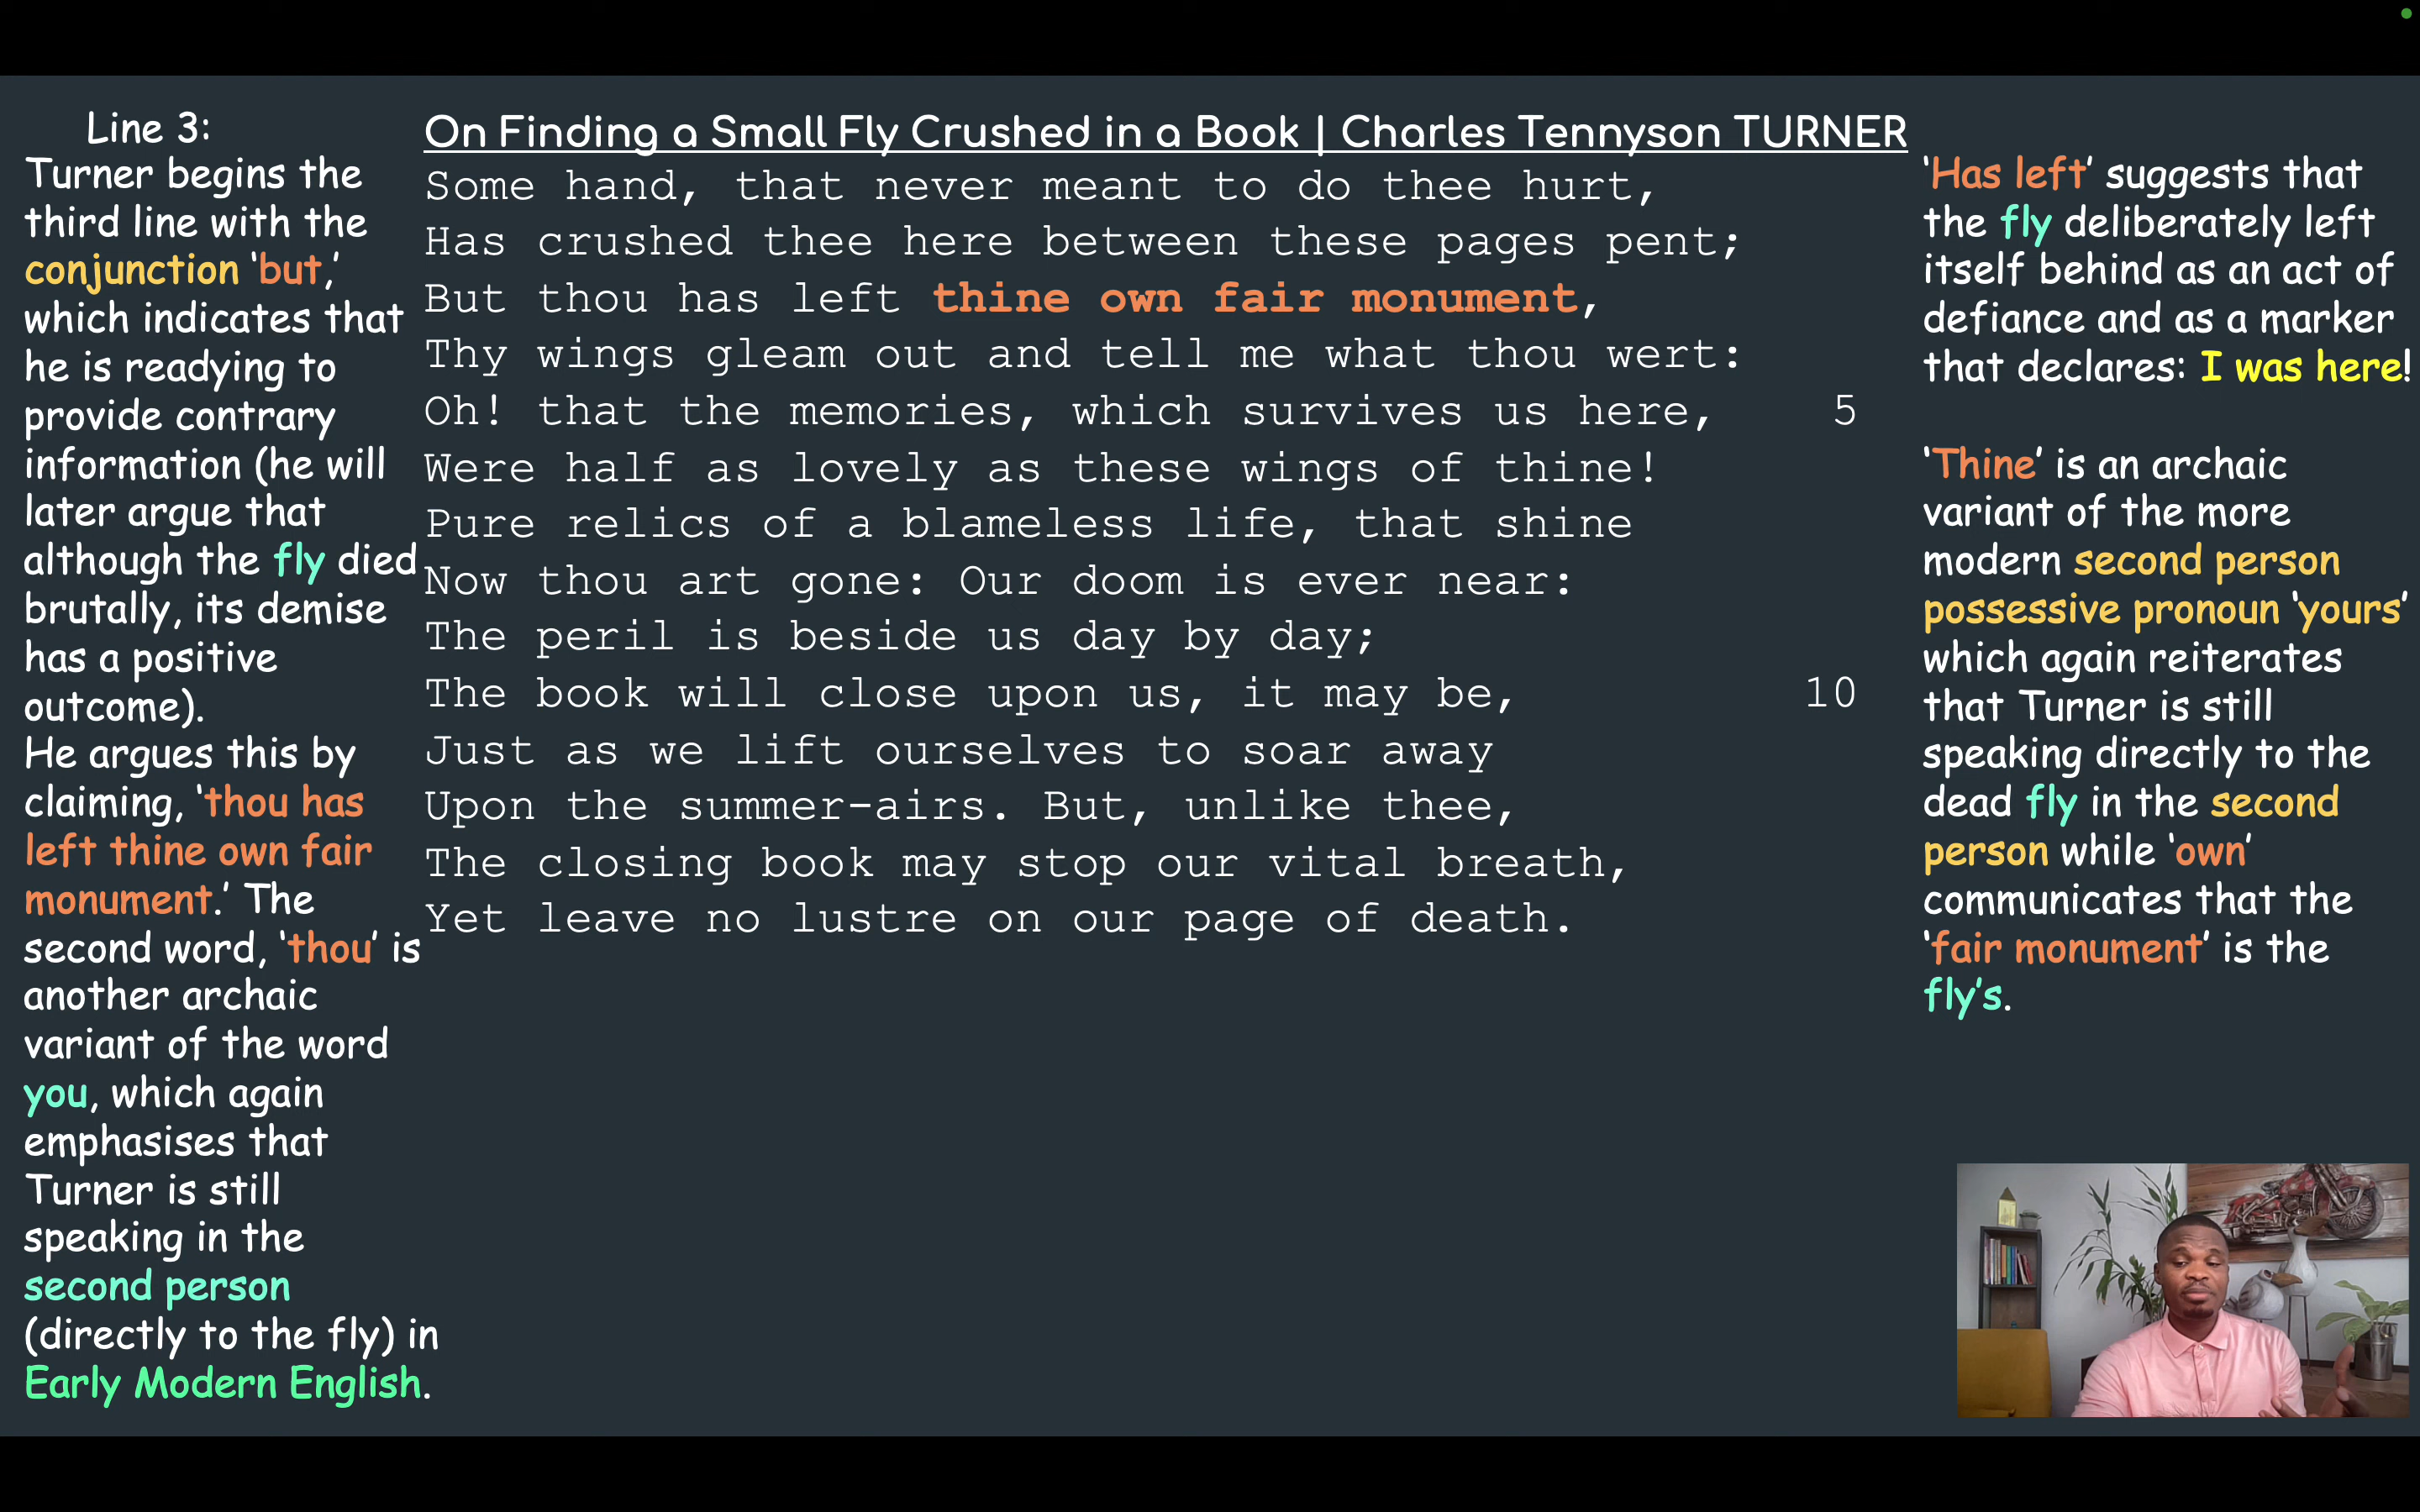 Line 3:
Turner begins the
third line with the
conjunction ‘but,’
which indicates that
he is readying to
provide contrary
information (he will
later argue that
although the fly died
brutally, its demise
has a positive
outcome).
He argues this by
claiming, ‘thou has
left thine own fair
monument.’ The
second word, ‘thou’ is
another archaic
variant of the word
you, which again
emphasises that
Turner is still
speaking in the
second person
(directly to the fly) in
Early Modern English.
On Finding a Small Fly Crushed in a Book | Charles Tennyson TURNER
Some hand, that never meant to do thee hurt,
Has crushed thee here between these pages pent;
But thou has left thine own fair monument,
Thy wings gleam out and tell me what thou wert:
Oh! that the memories, which survives us here, 5
Were half as lovely as these wings of thine!
Pure relics of a blameless life, that shine
Now thou art gone: Our doom is ever near:
The peril is beside us day by day;
The book will close upon us, it may be, 10
Just as we lift ourselves to soar away
Upon the summer-airs. But, unlike thee,
The closing book may stop our vital breath,
Yet leave no lustre on our page of death.
‘Has left’ suggests that
the fly deliberately left
itself behind as an act of
defiance and as a marker
that declares: I was here!
‘Thine’ is an archaic
variant of the more
modern second person
possessive pronoun ‘yours’
which again reiterates
that Turner is still
speaking directly to the
dead fly in the second
person while ‘own’
communicates that the
‘fair monument’ is the
fly’s.